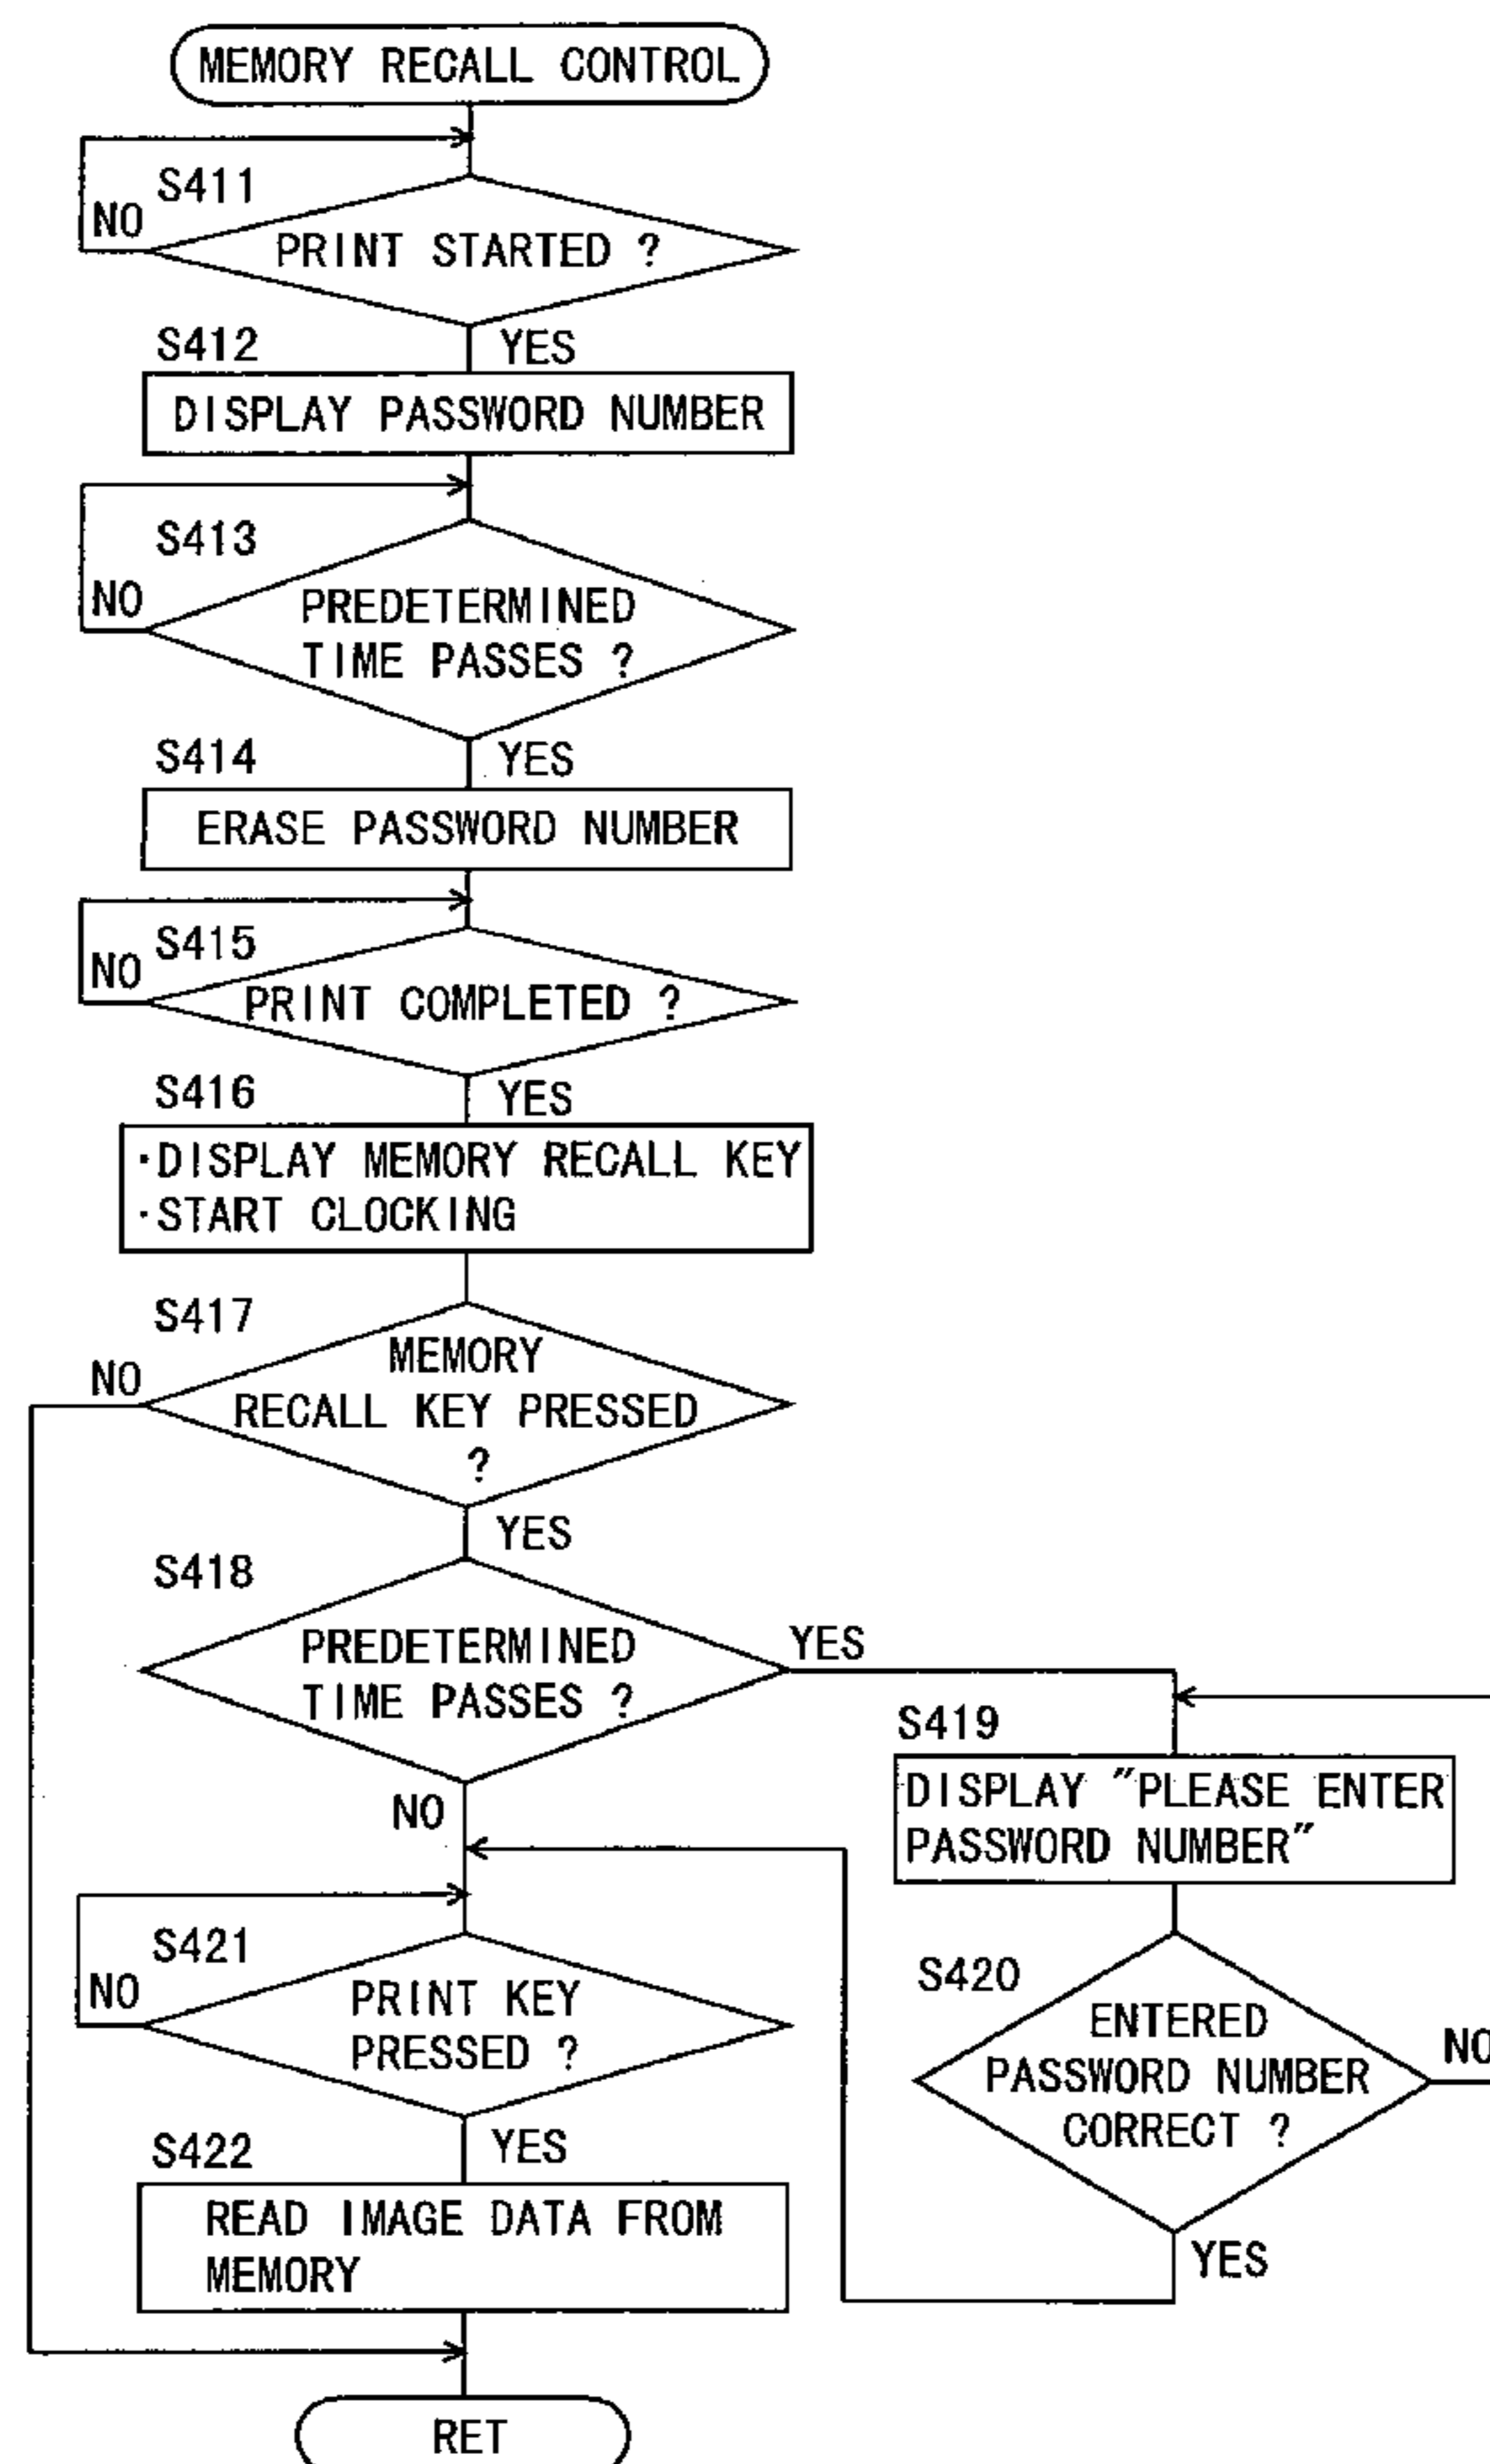 MEMORY RECALL CONTROL
S411
NO
PRINT STARTED ?
YES
S412
DISPLAY PASSWORD NUMBER
S413
NO
PREDETERMINED
TIME PASSES ?
YES
S414
ERASE PASSWORD NUMBER
S415
NO
PRINT COMPLETED ?
YES
S416
·DISPLAY MEMORY RECALL KEY
·START CLOCKING
S417
NO
MEMORY
RECALL KEY PRESSED
?
YES
S418
PREDETERMINED
TIME PASSES ?
YES
NO
S419
DISPLAY "PLEASE ENTER
PASSWORD NUMBER"
S420
ENTERED
PASSWORD NUMBER
CORRECT ?
NO
YES
S421
NO
PRINT KEY
PRESSED ?
YES
S422
READ IMAGE DATA FROM
MEMORY
RET